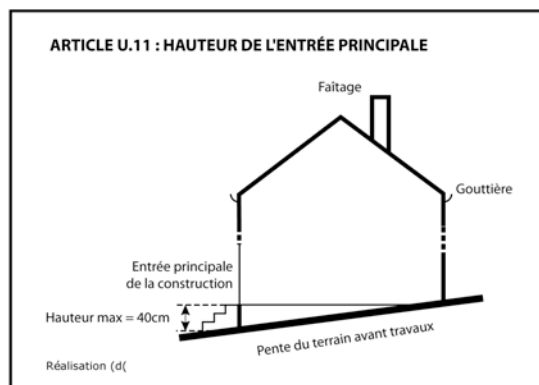 ARTICLE U.11 : HAUTEUR DE L'ENTRÉE PRINCIPALE
Faîtage
Gouttière
Entrée principale
de la construction
Hauteur max = 40cm
Pente du terrain avant travaux
Réalisation (d(